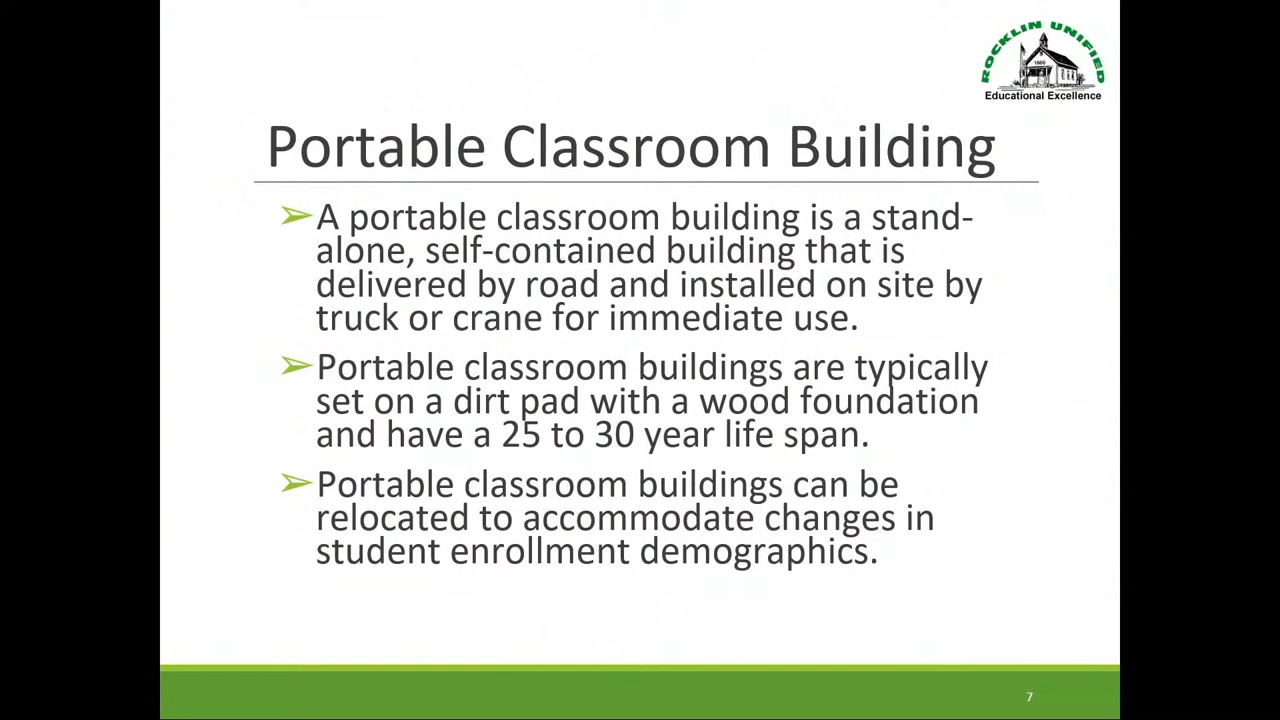 ROCKLIN UNIFIED
1866
Educational Excellence
Portable Classroom Building
➢A portable classroom building is a stand-
alone, self-contained building that is
delivered by road and installed on site by
truck or crane for immediate use.
➢Portable classroom buildings are typically
set on a dirt pad with a wood foundation
and have a 25 to 30 year life span.
➢Portable classroom buildings can be
relocated to accommodate changes in
student enrollment demographics.
7